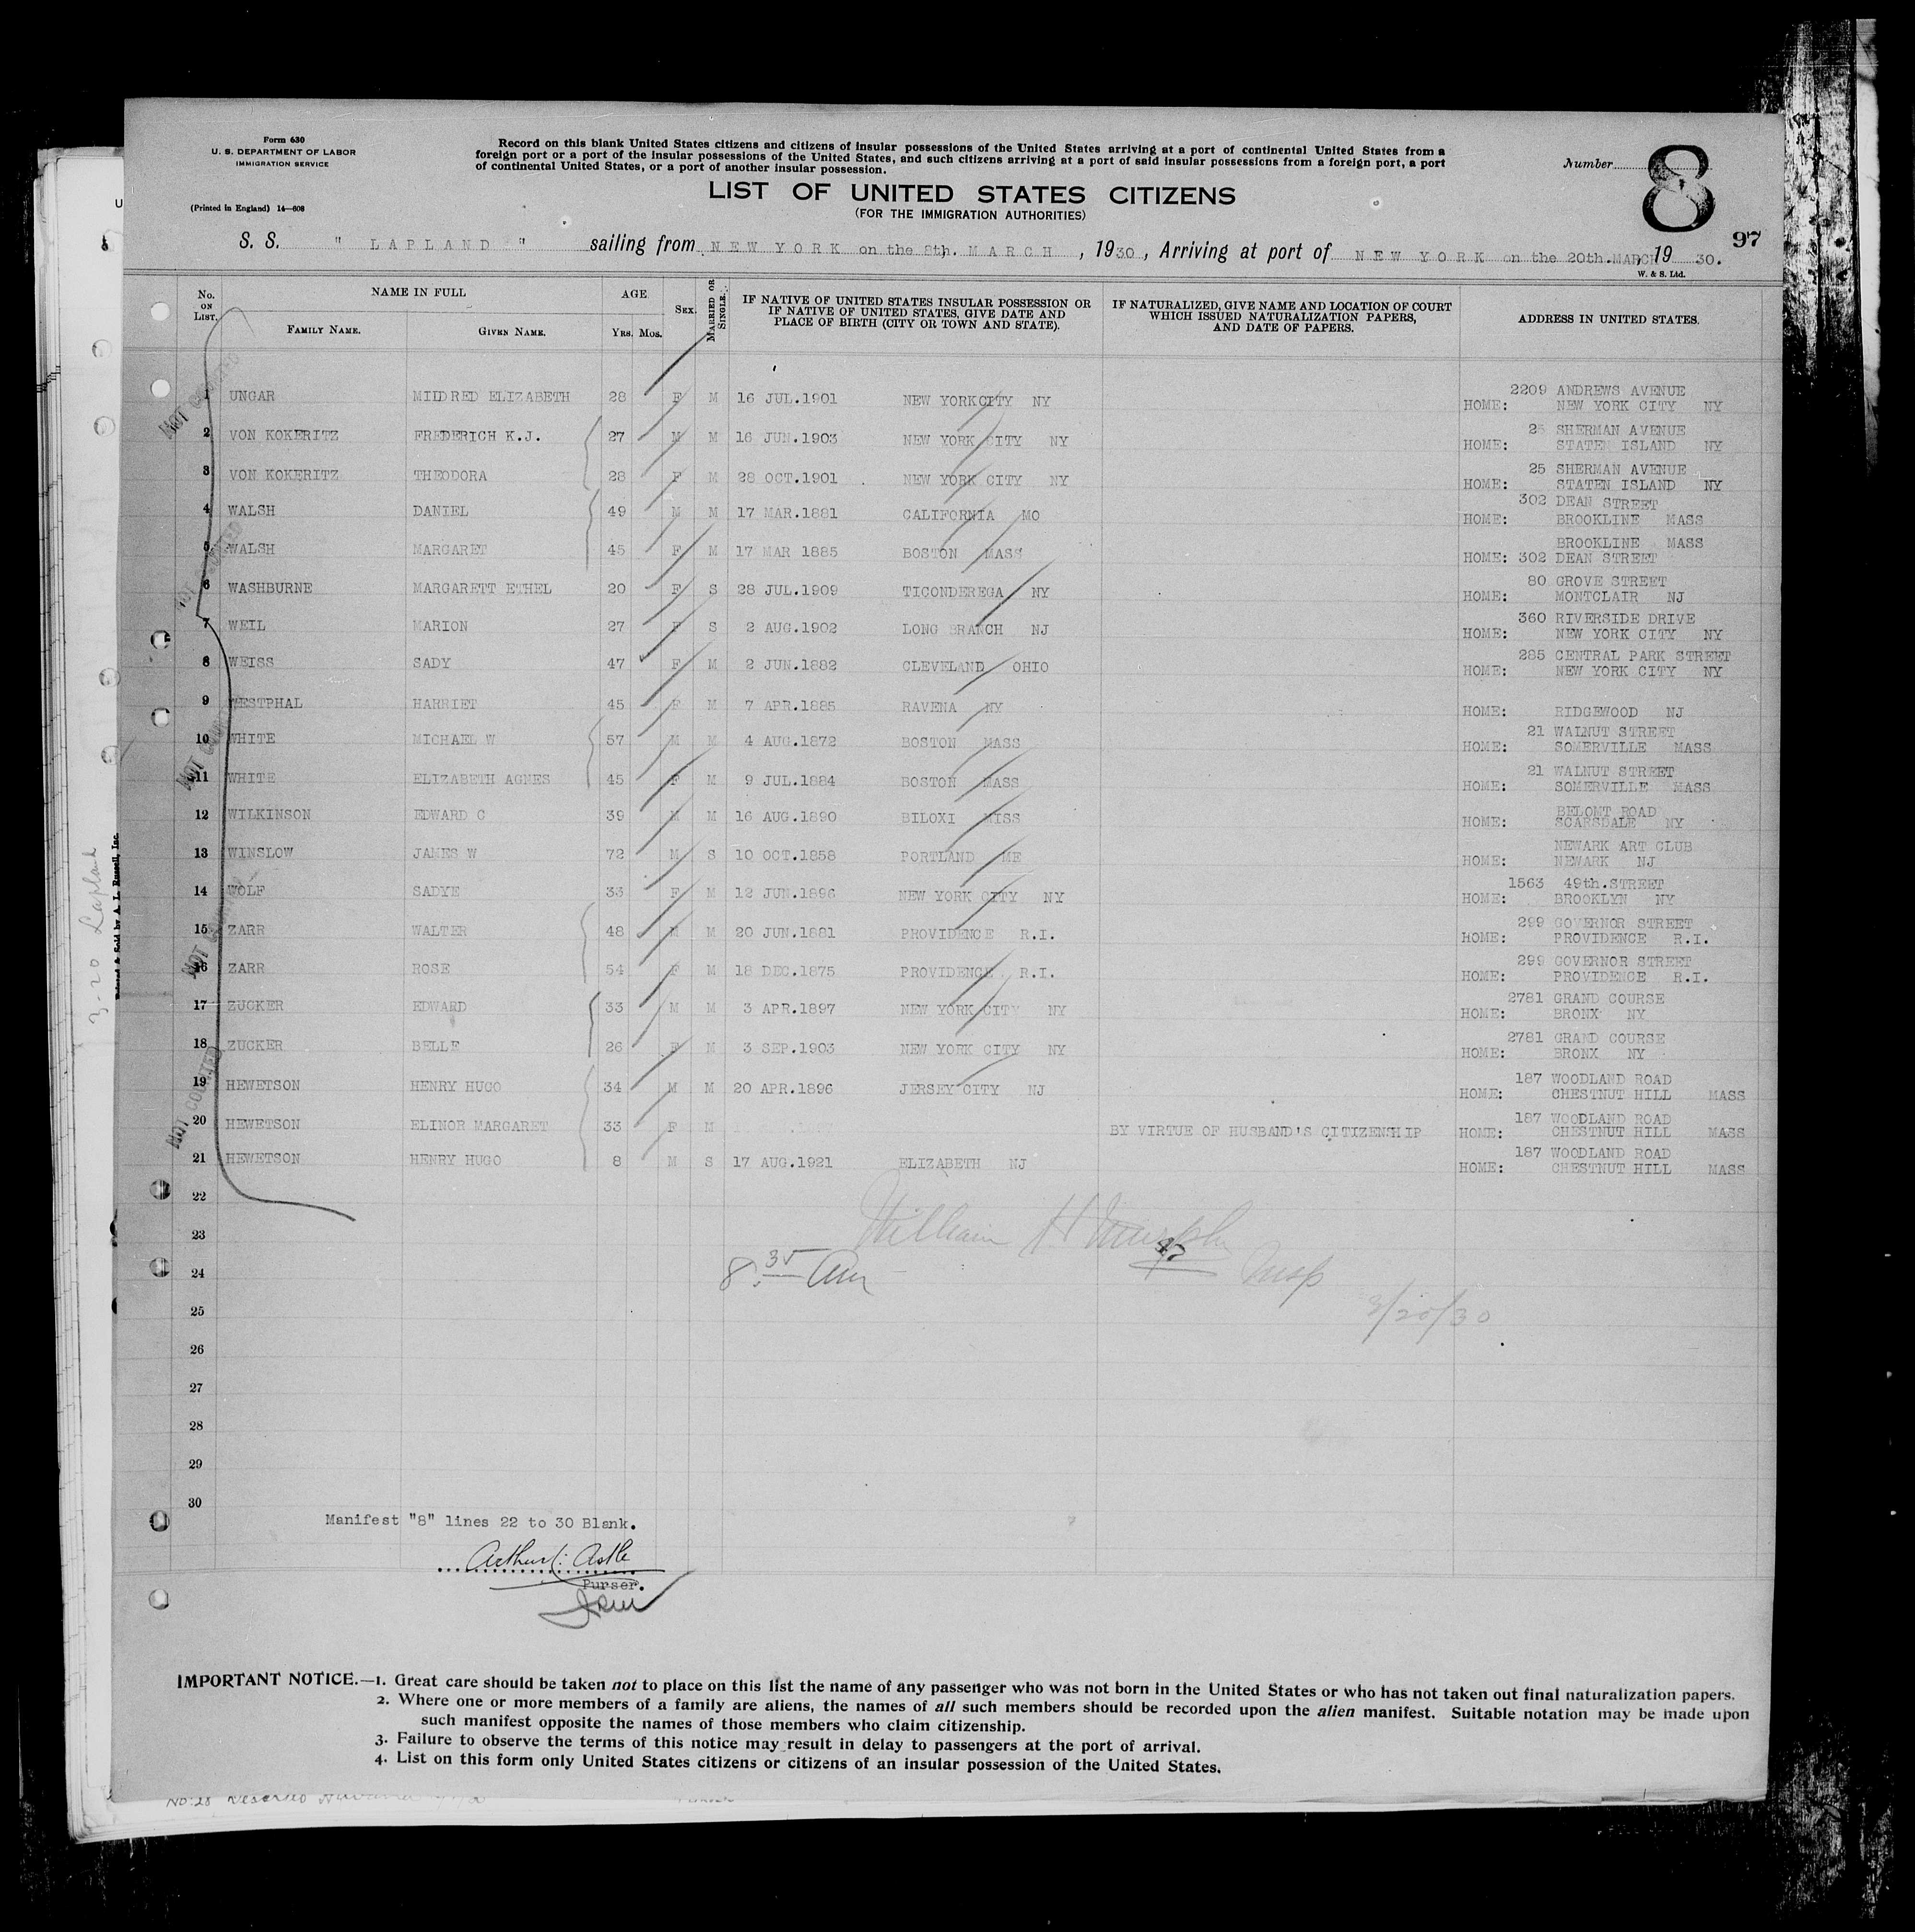 Form 630
U. S. DEPARTMENT OF LABOR
IMMIGRATION SERVICE
(Printed in England) 14—608
Record on this blank United States citizens and citizens of insular possessions of the United States arriving at a port of continental United States from a
foreign port or a port of the insular possessions of the United States, and such citizens arriving at a port of said insular possessions from a foreign port, a port
of continental United States, or a port of another insular possession.
Number 8
97
LIST OF UNITED STATES CITIZENS
(FOR THE IMMIGRATION AUTHORITIES)
S. S. " LAPLAND " sailing from NEW YORK on the 8th. MARCH, 1930, Arriving at port of NEW YORK on the 20th. MARCH 19 30.
W. & S. Ltd.
No. ON LIST. NAME IN FULL FAMILY NAME. GIVEN NAME. AGE YRS. MOS. SEX. MARRIED OR SINGLE. IF NATIVE OF UNITED STATES INSULAR POSSESSION OR IF NATIVE OF UNITED STATES, GIVE DATE AND PLACE OF BIRTH (CITY OR TOWN AND STATE). IF NATURALIZED, GIVE NAME AND LOCATION OF COURT WHICH ISSUED NATURALIZATION PAPERS, AND DATE OF PAPERS. ADDRESS IN UNITED STATES.
1 UNGAR MILDRED ELIZABETH 28 F M 16 JUL.1901 NEW YORK CITY NY 2209 ANDREWS AVENUE
HOME: NEW YORK CITY NY
2 VON KOKERITZ FREDERICH K.J. 27 M M 16 JUN.1903 NEW YORK CITY NY 25 SHERMAN AVENUE
HOME: STATEN ISLAND NY
3 VON KOKERITZ THEODORA 28 F M 28 OCT.1901 NEW YORK CITY NY 25 SHERMAN AVENUE
HOME: STATEN ISLAND NY
4 WALSH DANIEL 49 M M 17 MAR.1881 CALIFORNIA MO 302 DEAN STREET
HOME: BROOKLINE MASS
5 WALSH MARGARET 45 F M 17 MAR 1885 BOSTON MASS BROOKLINE MASS
HOME: 302 DEAN STREET
6 WASHBURNE MARGARETT ETHEL 20 F S 28 JUL.1909 TICONDEREGA NY 80 GROVE STREET
HOME: MONTCLAIR NJ
7 WEIL MARION 27 F S 2 AUG.1902 LONG BRANCH NJ 360 RIVERSIDE DRIVE
HOME: NEW YORK CITY NY
8 WEISS SADY 47 F M 2 JUN.1882 CLEVELAND OHIO 285 CENTRAL PARK STREET
HOME: NEW YORK CITY NY
9 WESTPHAL HARRIET 45 F M 7 APR.1885 RAVENA NY
HOME: RIDGEWOOD NJ
10 WHITE MICHAEL W 57 M M 4 AUG.1872 BOSTON MASS 21 WALNUT STREET
HOME: SOMERVILLE MASS
11 WHITE ELIZABETH AGNES 45 F M 9 JUL.1884 BOSTON MASS 21 WALNUT STREET
HOME: SOMERVILLE MASS
12 WILKINSON EDWARD C 39 M M 16 AUG.1890 BILOXI MISS BELOMT ROAD
HOME: SCARSDALE NY
13 WINSLOW JAMES W 72 M S 10 OCT.1858 PORTLAND ME NEWARK ART CLUB
HOME: NEWARK NJ
14 WOLF SADYE 33 F M 12 JUN.1896 NEW YORK CITY NY 1563 49th.STREET
HOME: BROOKLYN NY
15 ZARR WALTER 48 M M 20 JUN.1881 PROVIDENCE R.I. 299 GOVERNOR STREET
HOME: PROVIDENCE R.I.
16 ZARR ROSE 54 F M 18 DEC.1875 PROVIDENCE R.I. 299 GOVERNOR STREET
HOME: PROVIDENCE R.I.
17 ZUCKER EDWARD 33 M M 3 APR.1897 NEW YORK CITY NY 2781 GRAND COURSE
HOME: BRONX NY
18 ZUCKER BELLE 26 F M 3 SEP.1903 NEW YORK CITY NY 2781 GRAND COURSE
HOME: BRONX NY
19 HEWETSON HENRY HUGO 34 M M 20 APR.1896 JERSEY CITY NJ 187 WOODLAND ROAD
HOME: CHESTNUT HILL MASS
20 HEWETSON ELINOR MARGARET 33 F M BY VIRTUE OF HUSBAND'S CITIZENSHIP 187 WOODLAND ROAD
HOME: CHESTNUT HILL MASS
21 HEWETSON HENRY HUGO 8 M S 17 AUG.1921 ELIZABETH NJ 187 WOODLAND ROAD
HOME: CHESTNUT HILL MASS
22
23 William H Murphy
24 8:35 am Insp
25 3/20/30
26
27
28
29
30
Manifest "8" lines 22 to 30 Blank.
Arthur C. Astle
Purser.
IMPORTANT NOTICE.—1. Great care should be taken not to place on this list the name of any passenger who was not born in the United States or who has not taken out final naturalization papers.
2. Where one or more members of a family are aliens, the names of all such members should be recorded upon the alien manifest. Suitable notation may be made upon
such manifest opposite the names of those members who claim citizenship.
3. Failure to observe the terms of this notice may result in delay to passengers at the port of arrival.
4. List on this form only United States citizens or citizens of an insular possession of the United States.
3-20 Lapland
Printed & Sold by A. L. Russell, Inc.
NOT COUNTED
NOT COUNTED
NOT COUNTED
NOT COUNTED
NOT COUNTED